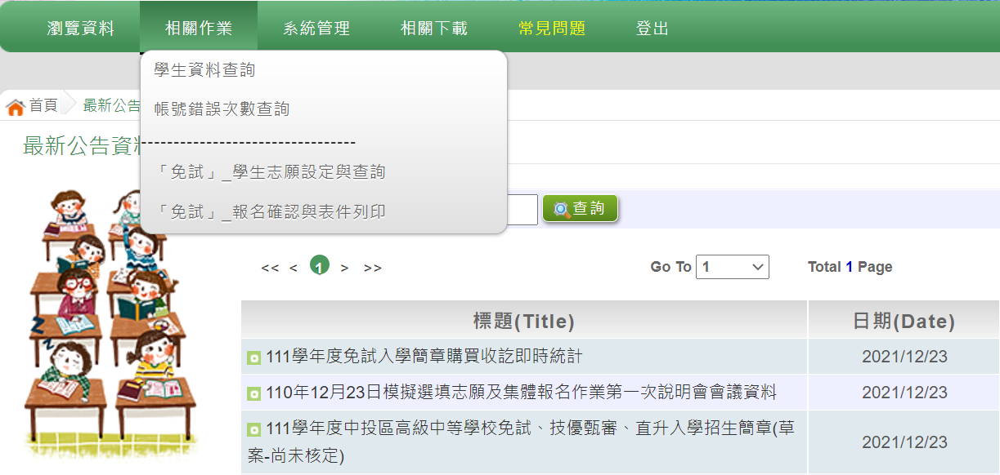 瀏覽資料 相關作業 系統管理 相關下載 常見問題 登出
學生資料查詢
帳號錯誤次數查詢
---------------------------------
「免試」_學生志願設定與查詢
「免試」_報名確認與表件列印
首頁 最新公告
最新公告資料
查詢
<< < 1 > >> Go To 1 Total 1 Page
標題(Title) 日期(Date)
111學年度免試入學簡章購買收訖即時統計 2021/12/23
110年12月23日模擬選填志願及集體報名作業第一次說明會會議資料 2021/12/23
111學年度中投區高級中等學校免試、技優甄審、直升入學招生簡章(草
案-尚未核定) 2021/12/23